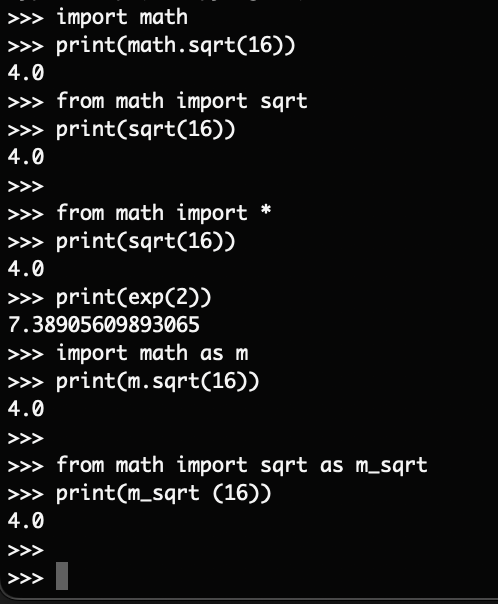 >>> import math
>>> print(math.sqrt(16))
4.0
>>> from math import sqrt
>>> print(sqrt(16))
4.0
>>>
>>> from math import *
>>> print(sqrt(16))
4.0
>>> print(exp(2))
7.38905609893065
>>> import math as m
>>> print(m.sqrt(16))
4.0
>>>
>>> from math import sqrt as m_sqrt
>>> print(m_sqrt (16))
4.0
>>>
>>>